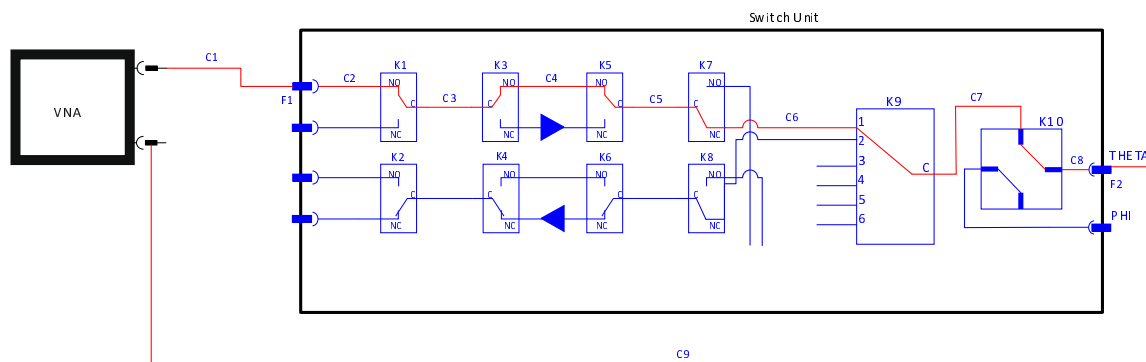 Switch Unit
VNA
C1
F1
C2
K1
NO
C
NC
C3
K3
NO
C
NC
C4
K5
NO
C
NC
C5
K7
NO
C
NC
K2
NO
C
NC
K4
NO
C
NC
K6
NO
C
NC
K8
NO
C
NC
C6
K9
1
2
3
4
5
6
C
C7
K10
C8
THETA
F2
PHI
C9